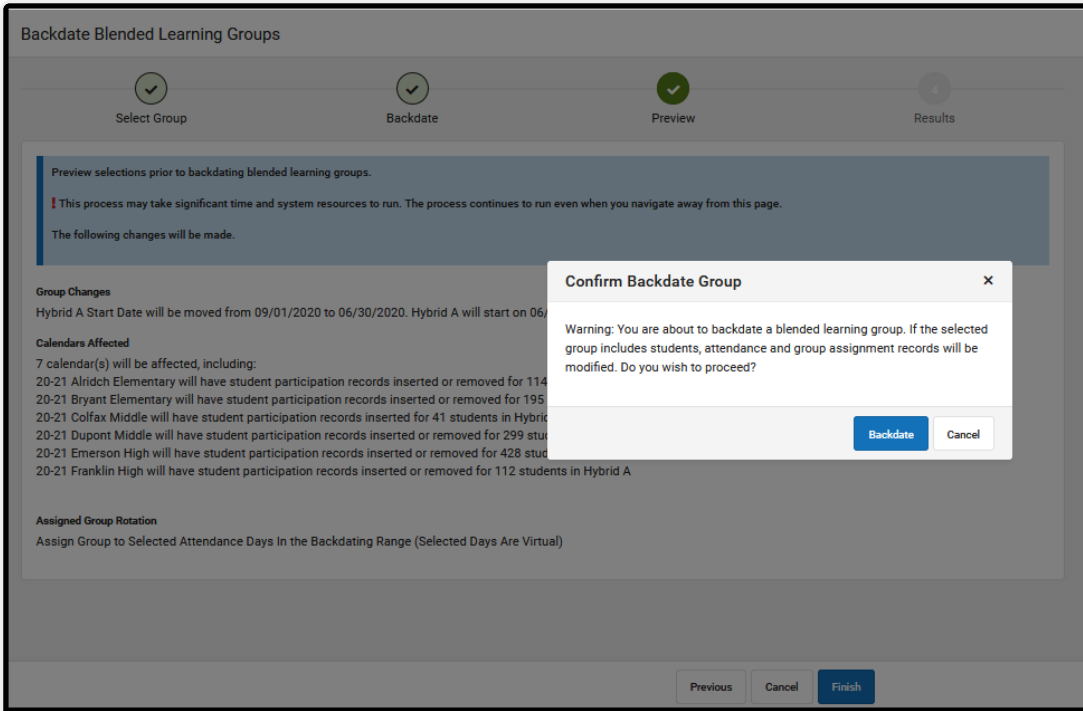 Backdate Blended Learning Groups
4
Select Group
Backdate
Preview
Results
Preview selections prior to backdating blended learning groups.
! This process may take significant time and system resources to run. The process continues to run even when you navigate away from this page.
The following changes will be made.
Group Changes
Hybrid A Start Date will be moved from 09/01/2020 to 06/30/2020. Hybrid A will start on 06/
Calendars Affected
7 calendar(s) will be affected, including:
20-21 Alridch Elementary will have student participation records inserted or removed for 114
20-21 Bryant Elementary will have student participation records inserted or removed for 195
20-21 Colfax Middle will have student participation records inserted for 41 students in Hybrid
20-21 Dupont Middle will have student participation records inserted or removed for 299 stud
20-21 Emerson High will have student participation records inserted or removed for 428 stud
20-21 Franklin High will have student participation records inserted or removed for 112 students in Hybrid A
Assigned Group Rotation
Assign Group to Selected Attendance Days In the Backdating Range (Selected Days Are Virtual)
Confirm Backdate Group
×
Warning: You are about to backdate a blended learning group. If the selected
group includes students, attendance and group assignment records will be
modified. Do you wish to proceed?
Backdate
Cancel
Previous
Cancel
Finish